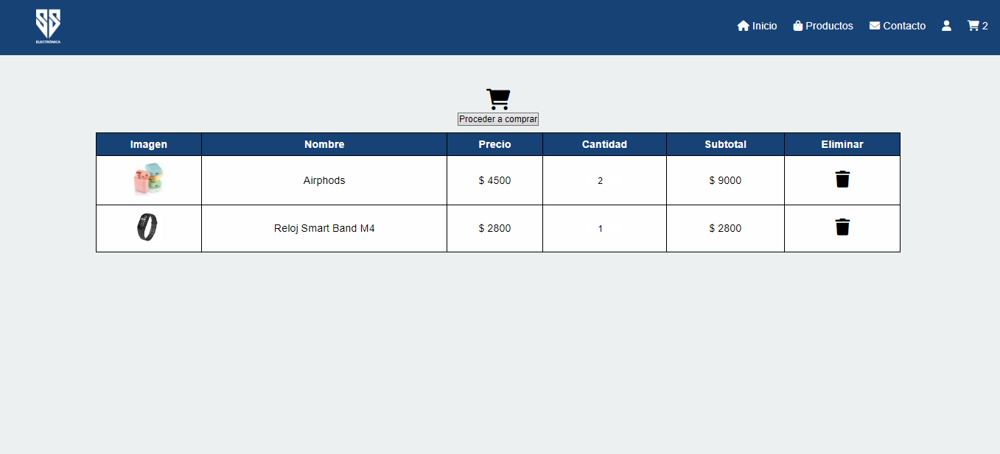 ELECTRONICA
Inicio Productos Contacto 2
Proceder a comprar
Imagen Nombre Precio Cantidad Subtotal Eliminar
Airphods $ 4500 2 $ 9000
Reloj Smart Band M4 $ 2800 1 $ 2800